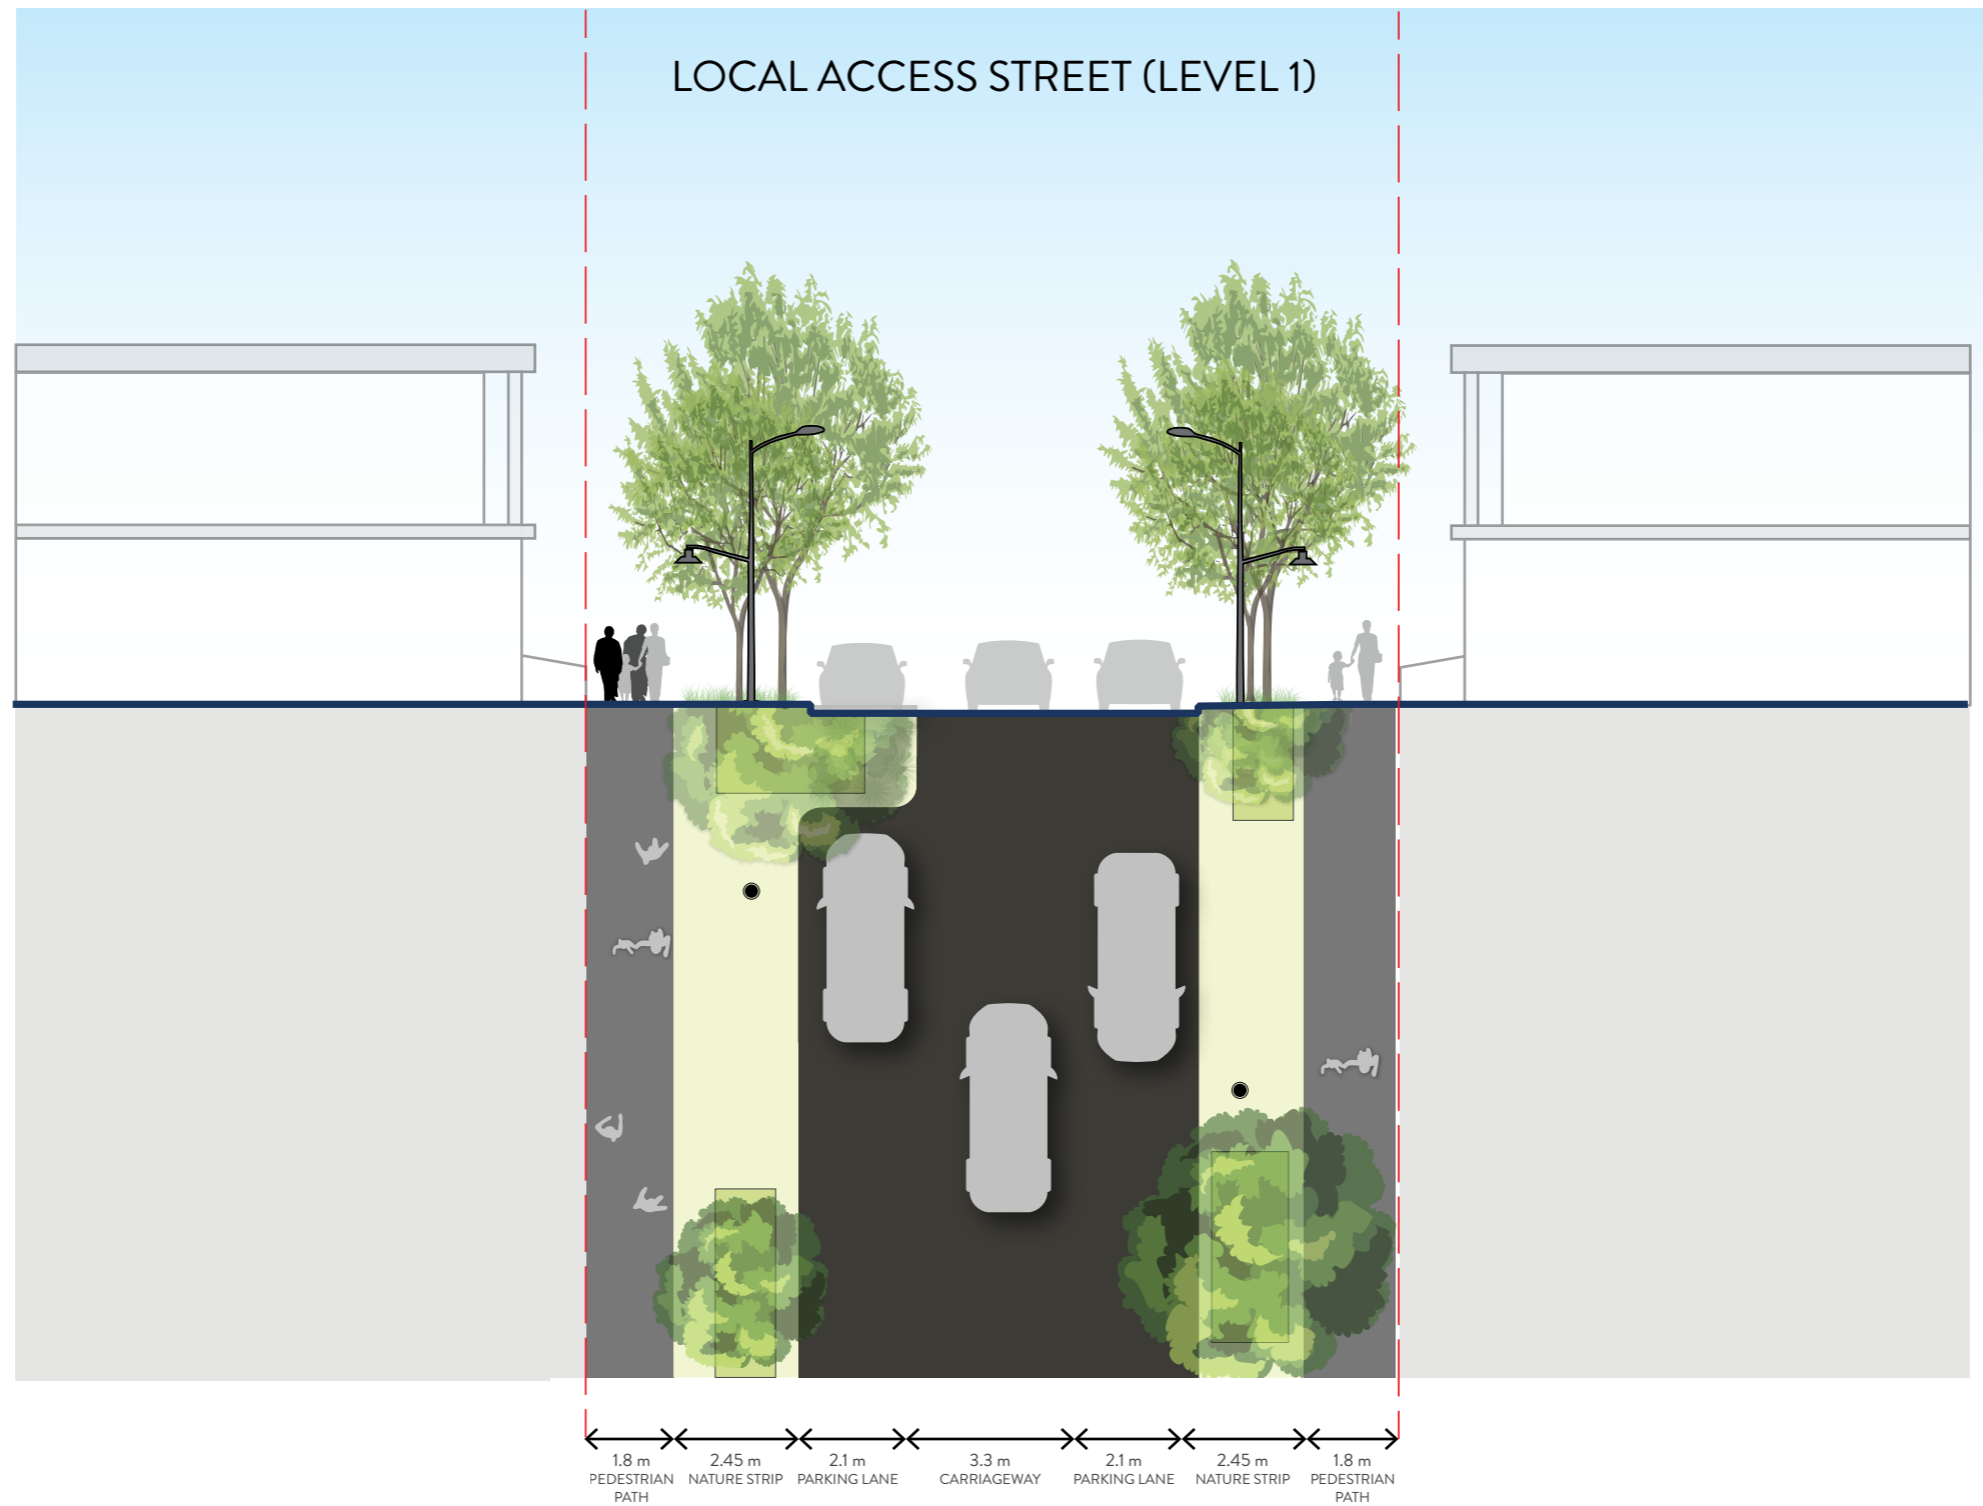 LOCAL ACCESS STREET (LEVEL 1)
1.8 m
PEDESTRIAN
PATH
2.45 m
NATURE STRIP
2.1 m
PARKING LANE
3.3 m
CARRIAGEWAY
2.1 m
PARKING LANE
2.45 m
NATURE STRIP
1.8 m
PEDESTRIAN
PATH